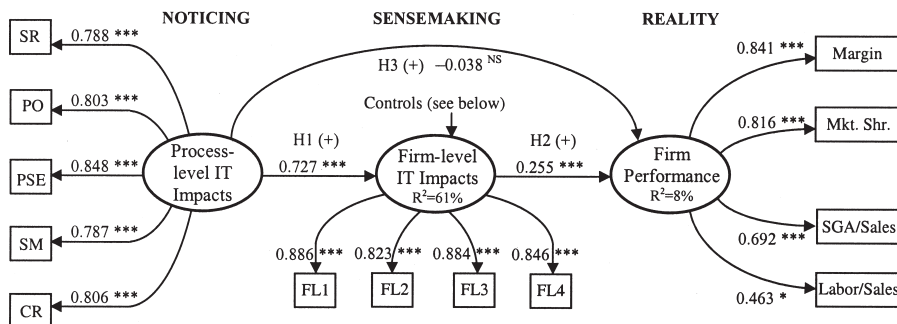 NOTICING SENSEMAKING REALITY
SR 0.788 ***
PO 0.803 ***
PSE 0.848 ***
SM 0.787 ***
CR 0.806 ***
Process-
level IT
Impacts
H3 (+) –0.038 NS
Controls (see below)
H1 (+)
0.727 ***
Firm-level
IT Impacts
R²=61%
H2 (+)
0.255 ***
Firm
Performance
R²=8%
0.886 *** 0.823 *** 0.884 *** 0.846 ***
FL1 FL2 FL3 FL4
0.841 *** Margin
0.816 *** Mkt. Shr.
0.692 *** SGA/Sales
0.463 * Labor/Sales